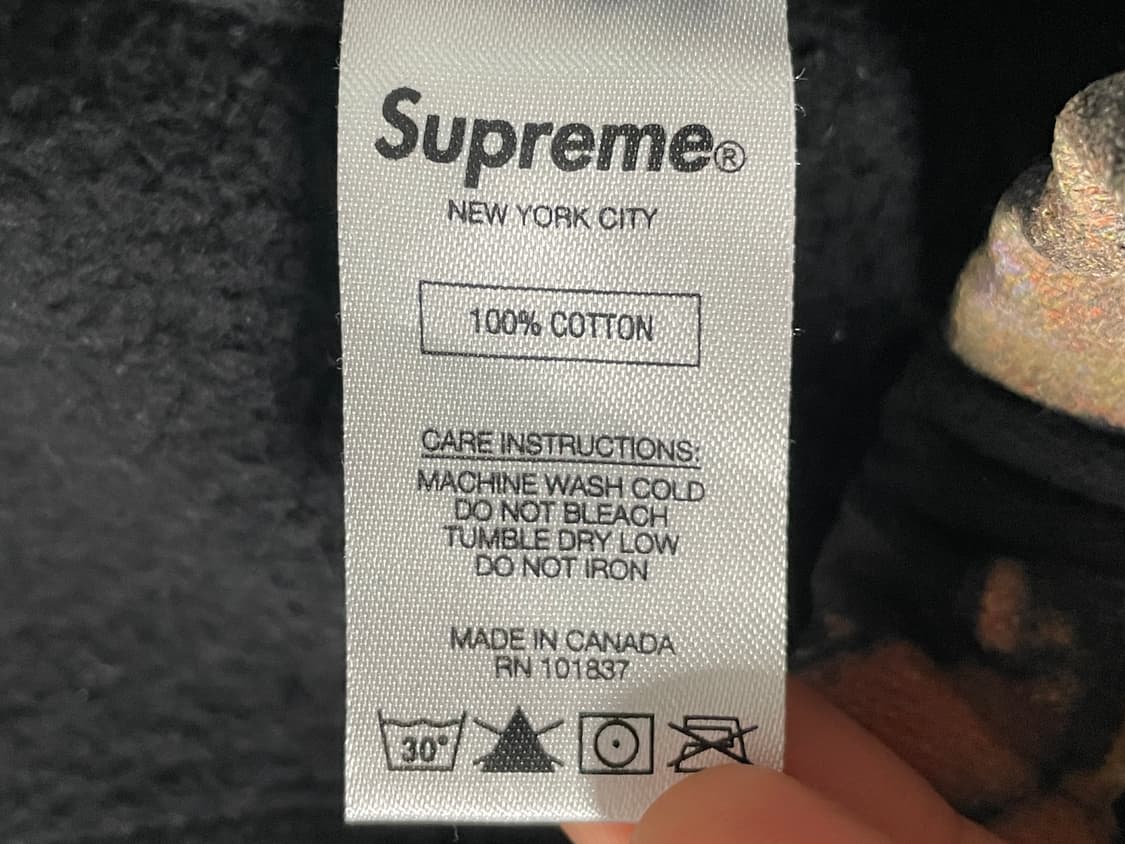 Supreme®
NEW YORK CITY
100% COTTON
CARE INSTRUCTIONS:
MACHINE WASH COLD
DO NOT BLEACH
TUMBLE DRY LOW
DO NOT IRON
MADE IN CANADA
RN 101837
30°